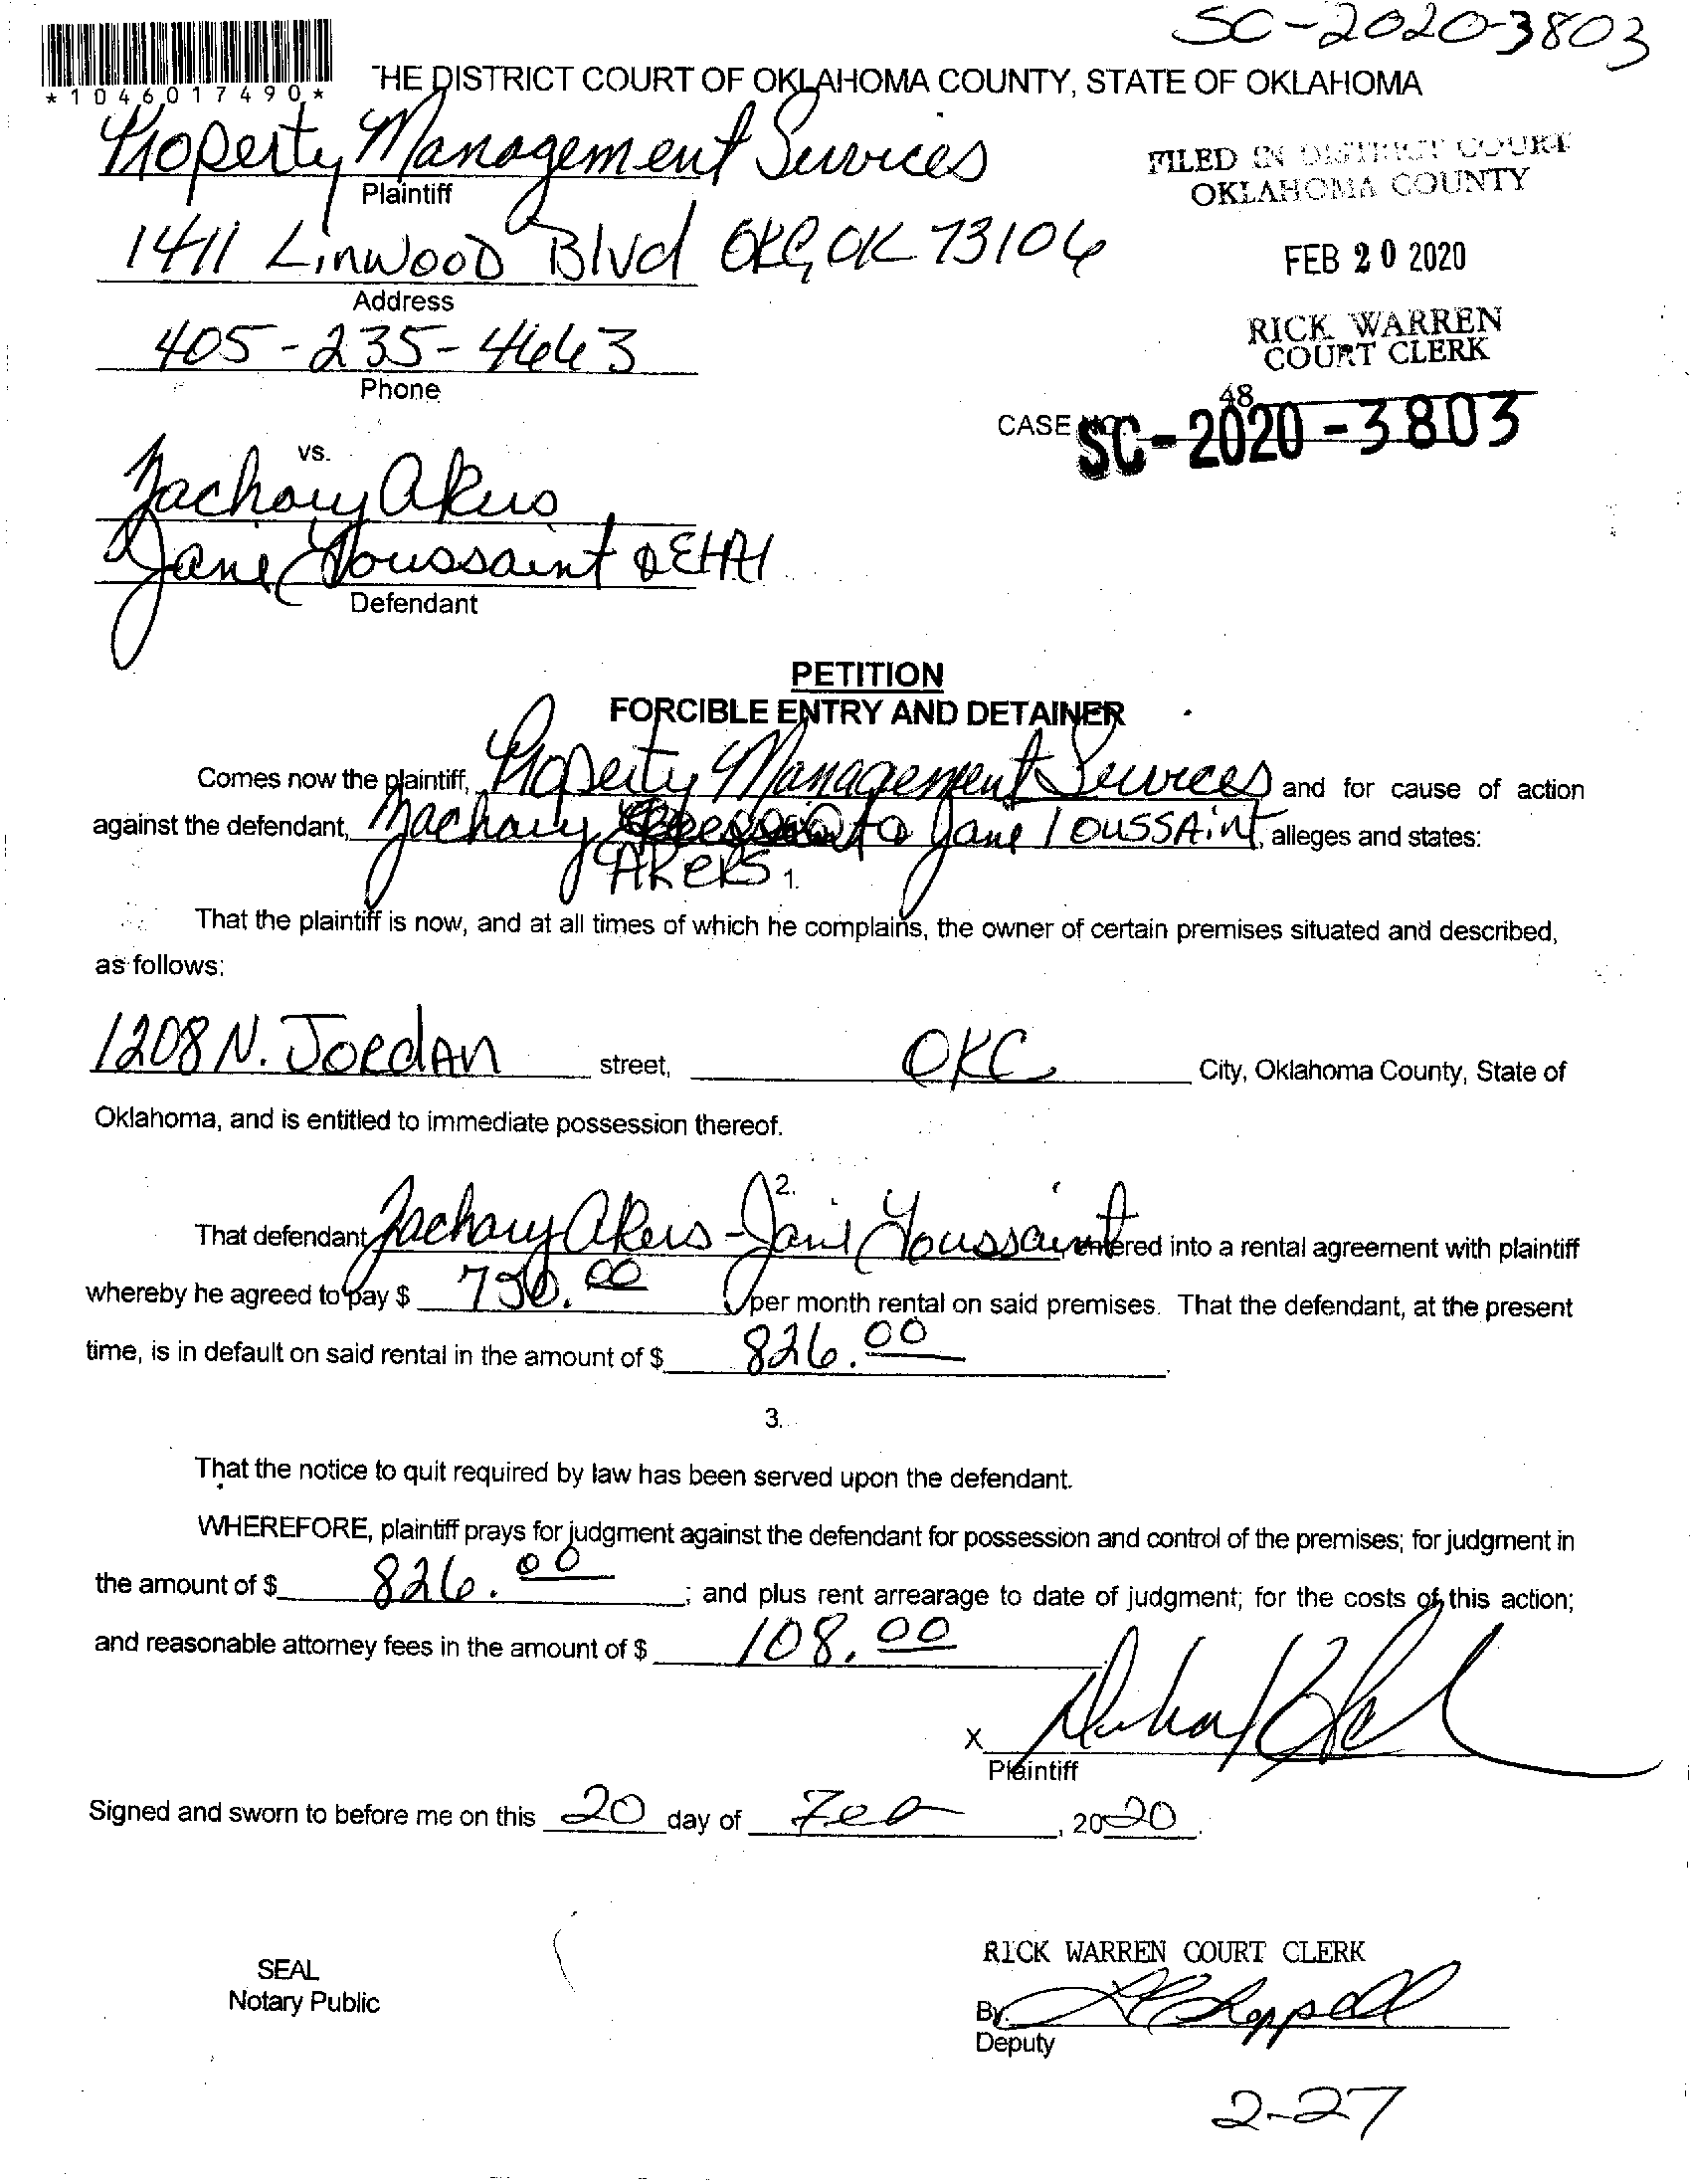 SC-2020-3803
*1046017490*
THE DISTRICT COURT OF OKLAHOMA COUNTY, STATE OF OKLAHOMA
Property Management Services
Plaintiff
FILED IN DISTRICT COURT
OKLAHOMA COUNTY
1411 Linwood Blvd OKC, OK 73106
FEB 20 2020
Address
RICK WARREN
COURT CLERK
405-235-4663
Phone
48
CASE NO. SC-2020-3803
vs.
Zachary Akers
Jane Toussaint & EHH
Defendant
PETITION
FORCIBLE ENTRY AND DETAINER
Comes now the plaintiff, Property Management Services and for cause of action
against the defendant, Zachary Jane Toussaint, alleges and states:
Akers
1.
That the plaintiff is now, and at all times of which he complains, the owner of certain premises situated and described,
as follows:
1208 N. Jordan street, OKC City, Oklahoma County, State of
Oklahoma, and is entitled to immediate possession thereof.
2.
That defendant Zachary Akers - Jane Toussaint entered into a rental agreement with plaintiff
whereby he agreed to pay $ .00 per month rental on said premises. That the defendant, at the present
time, is in default on said rental in the amount of $ 826.00.
3.
That the notice to quit required by law has been served upon the defendant.
WHEREFORE, plaintiff prays for judgment against the defendant for possession and control of the premises; for judgment in
the amount of $ 826.00; and plus rent arrearage to date of judgment; for the costs of this action;
and reasonable attorney fees in the amount of $ 108.00
X
Plaintiff
Signed and sworn to before me on this 20 day of Feb, 2020.
RICK WARREN COURT CLERK
SEAL
Notary Public
By:
Deputy
2-27